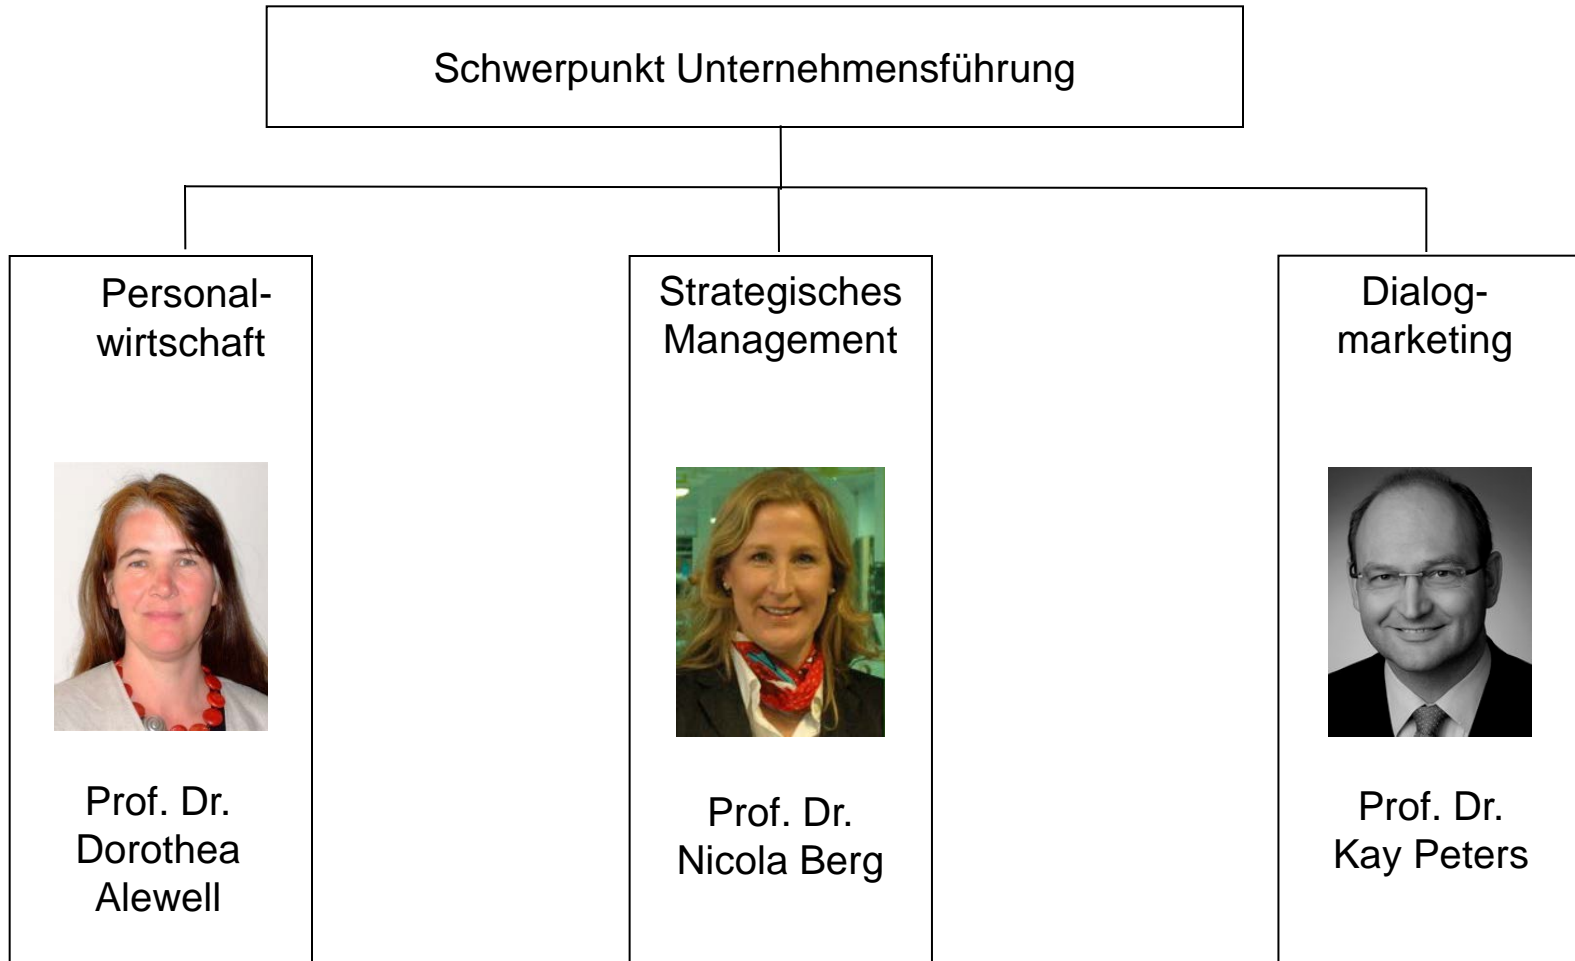 Schwerpunkt Unternehmensführung
Personal-
wirtschaft
Prof. Dr.
Dorothea
Alewell
Strategisches
Management
Prof. Dr.
Nicola Berg
Dialog-
marketing
Prof. Dr.
Kay Peters